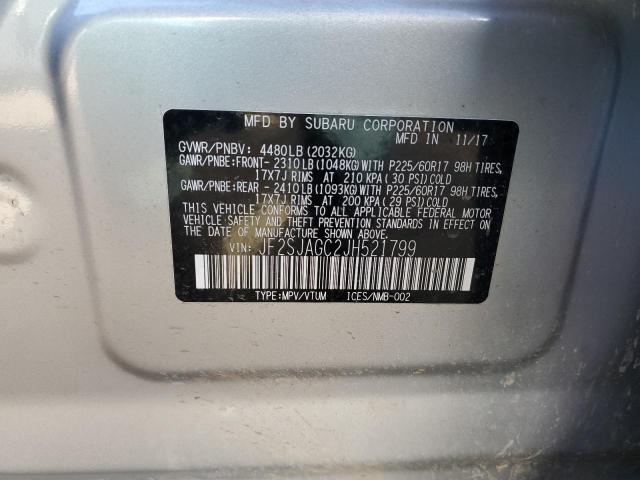 MFD BY SUBARU CORPORATION
MFD IN 11/17
GVWR/PNBV: 4480LB(2032KG)
GAWR/PNBE:FRONT-2310LB(1048KG)WITH P225/60R17 98H TIRES,
17X7J RIMS AT 210 KPA(30 PSI)COLD
GAWR/PNBE:REAR -2410LB(1093KG)WITH P225/60R17 98H TIRES,
17X7J RIMS AT 200 KPA(29 PSI)COLD
THIS VEHICLE CONFORMS TO ALL APPLICABLE FEDERAL MOTOR
VEHICLE SAFETY AND THEFT PREVENTION STANDARDS IN EFFECT ON
THE DATE OF MANUFACTURE SHOWN ABOVE.
VIN: JF2SJAGC2JH521799
TYPE:MPV/VTUM ICES/NMB-002